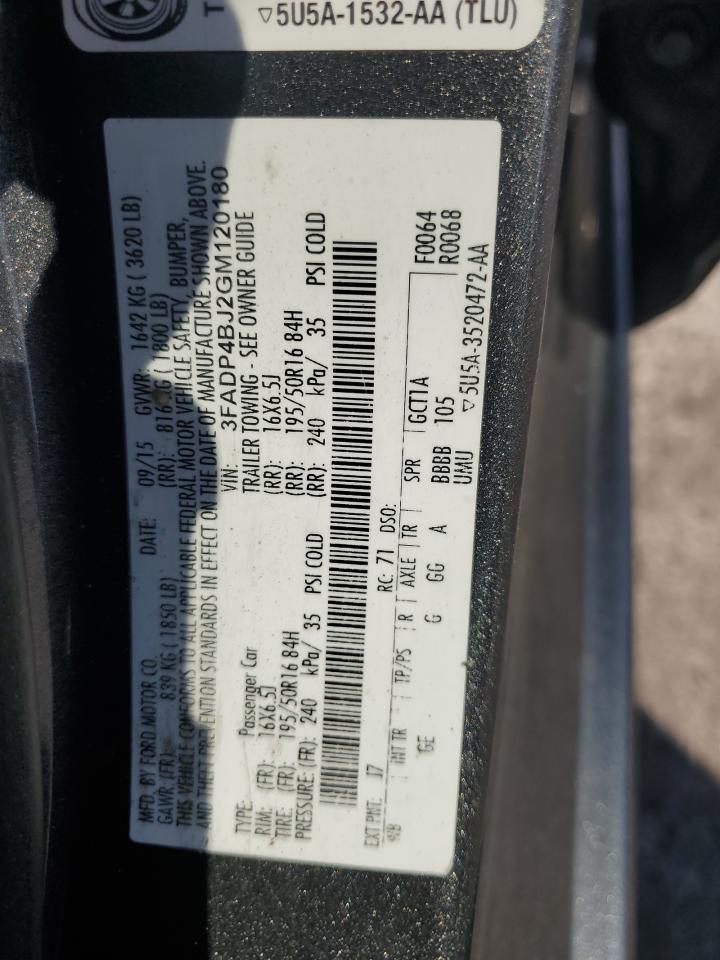 T
▽5U5A-1532-AA (TLU)
MFD. BY FORD MOTOR CO.
DATE: 09/15 GVWR: 1642 KG ( 3620 LB)
GAWR: (FR): 839 KG ( 1850 LB) (RR): 816 KG ( 1800 LB)
THIS VEHICLE CONFORMS TO ALL APPLICABLE FEDERAL MOTOR VEHICLE SAFETY, BUMPER,
AND THEFT PREVENTION STANDARDS IN EFFECT ON THE DATE OF MANUFACTURE SHOWN ABOVE.
VIN: 3FADP4BJ2GM120180
TYPE: Passenger Car TRAILER TOWING - SEE OWNER GUIDE
RIM: (FR): 16X6.5J (RR): 16X6.5J
TIRE: (FR): 195/50R16 84H (RR): 195/50R16 84H
PRESSURE (FR): 240 kPa/ 35 PSI COLD (RR): 240 kPa/ 35 PSI COLD
EXT PNT: 17 RC: 71 DSO: F0064
INT TR TP/PS R AXLE TR SPR GCT1A R0068
GE G GG A BBBB 105
UMU ▽5U5A-3520472-AA